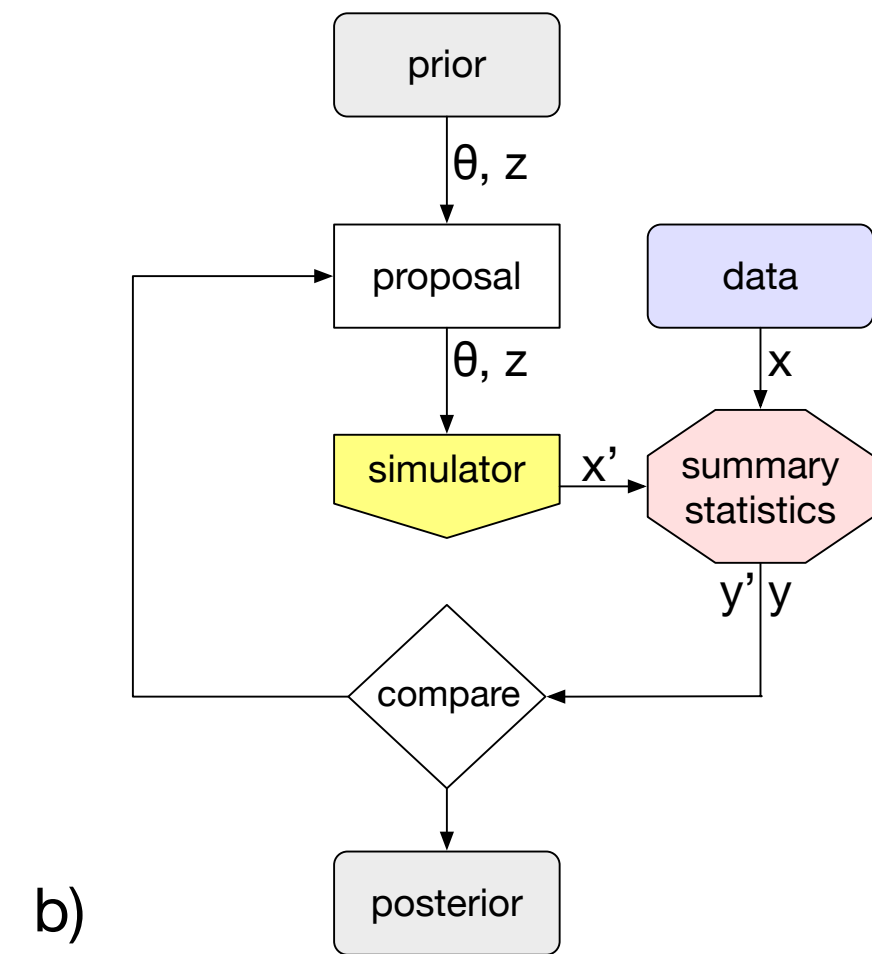 prior
θ, z
proposal
data
θ, z
x
simulator
x’
summary
statistics
y’ y
compare
posterior
b)